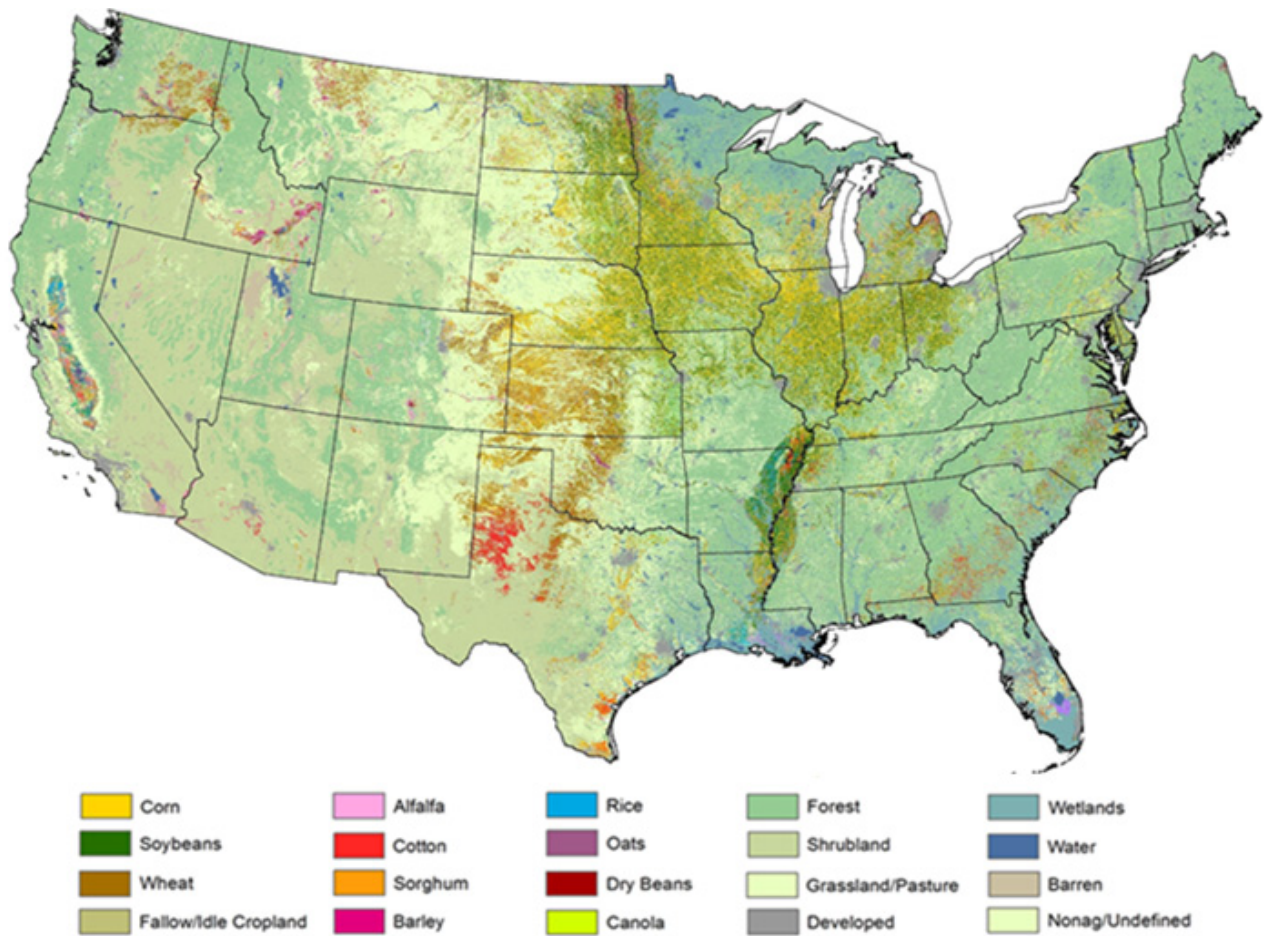 Corn
Alfalfa
Rice
Forest
Wetlands
Soybeans
Cotton
Oats
Shrubland
Water
Wheat
Sorghum
Dry Beans
Grassland/Pasture
Barren
Fallow/Idle Cropland
Barley
Canola
Developed
Nonag/Undefined